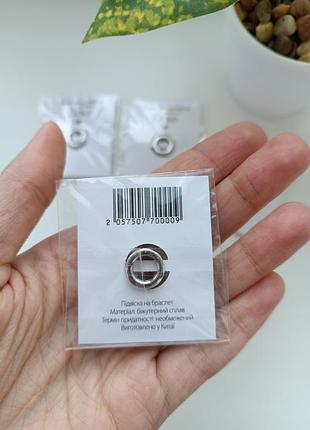 2 057507 700009
Підвіска на браслет
Матеріал: біжутерний сплав
Термін придатності: необмежений
Виготовлено у Китаї